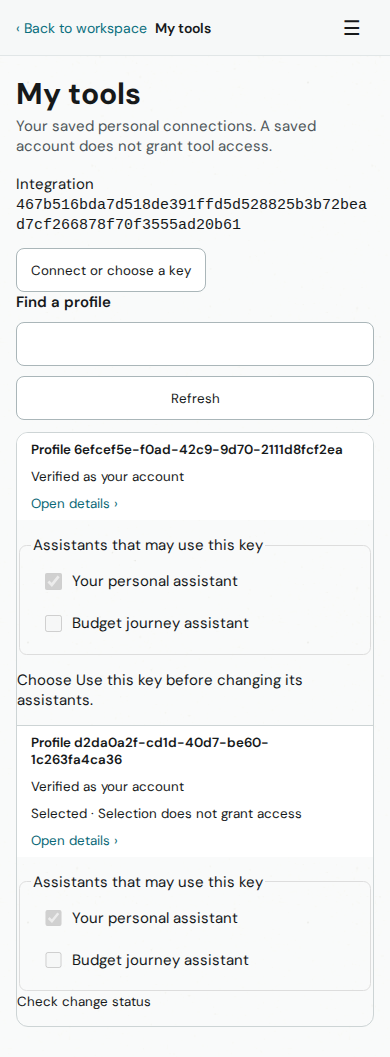 ‹ Back to workspace My tools
My tools
Your saved personal connections. A saved
account does not grant tool access.
Integration
467b516bda7d518de391ffd5d528825b3b72bea
d7cf266878f70f3555ad20b61
Connect or choose a key
Find a profile
Refresh
Profile 6efcef5e-f0ad-42c9-9d70-2111d8fcf2ea
Verified as your account
Open details ›
Assistants that may use this key
Your personal assistant
Budget journey assistant
Choose Use this key before changing its
assistants.
Profile d2da0a2f-cd1d-40d7-be60-
1c263fa4ca36
Verified as your account
Selected · Selection does not grant access
Open details ›
Assistants that may use this key
Your personal assistant
Budget journey assistant
Check change status